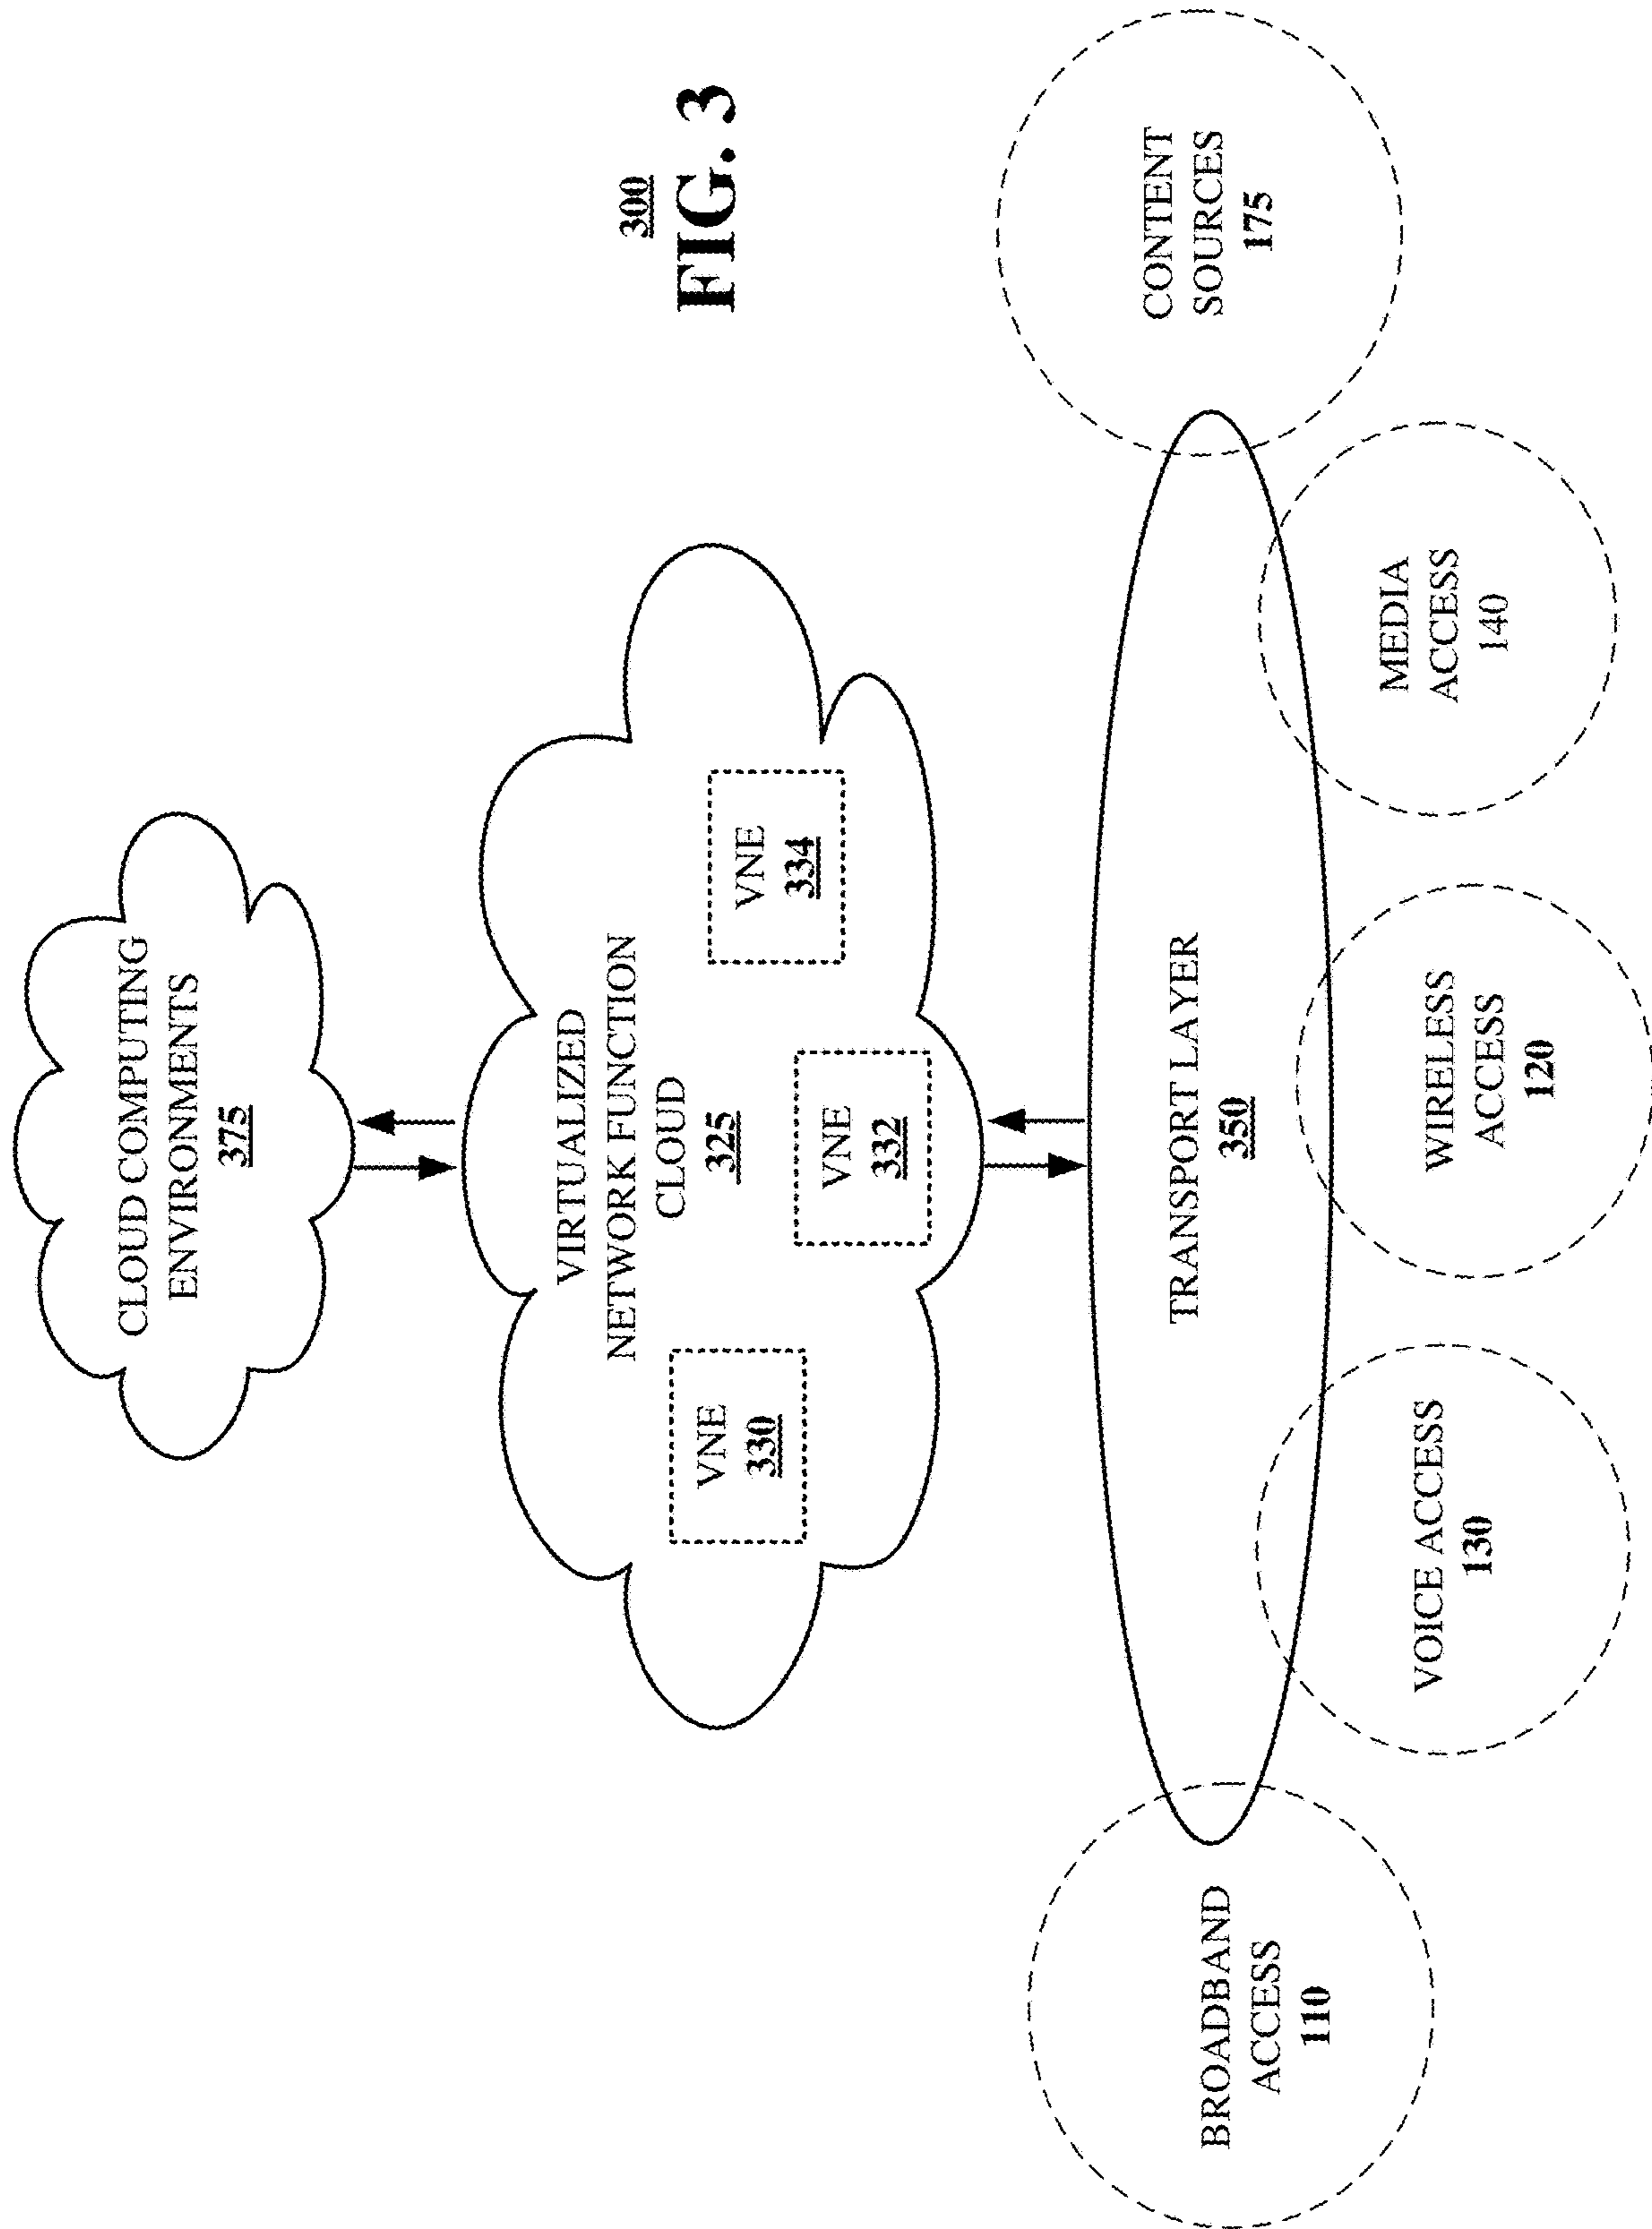 CLOUD COMPUTING
ENVIRONMENTS
375
VIRTUALIZED
NETWORK FUNCTION
CLOUD
325
VNE
330
VNE
332
VNE
334
300
FIG. 3
TRANSPORT LAYER
350
BROADBAND
ACCESS
110
VOICE ACCESS
130
WIRELESS
ACCESS
120
MEDIA
ACCESS
140
CONTENT
SOURCES
175